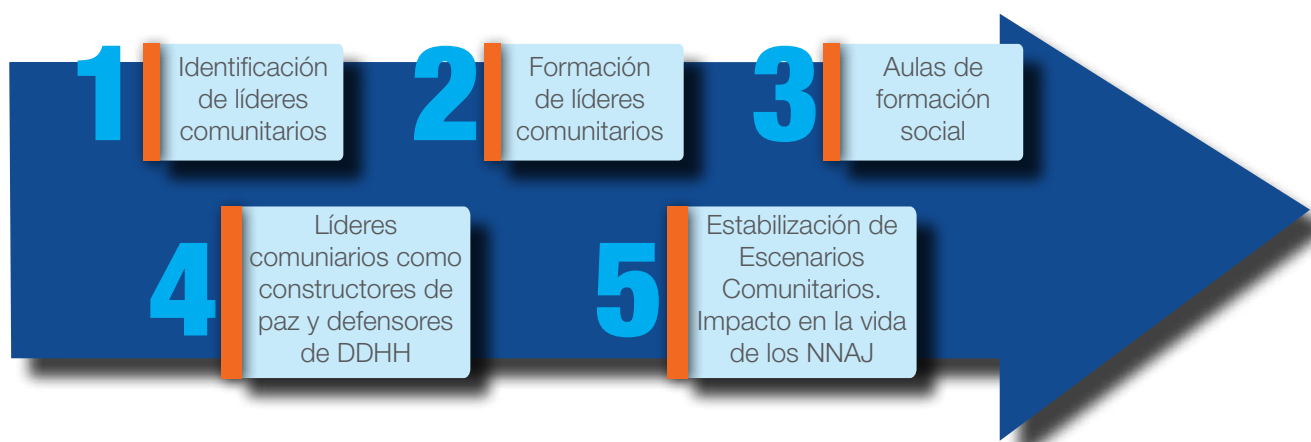 1
Identificación
de líderes
comunitarios
2
Formación
de líderes
comunitarios
3
Aulas de
formación
social
4
Líderes
comuniarios como
constructores de
paz y defensores
de DDHH
5
Estabilización de
Escenarios
Comunitarios.
Impacto en la vida
de los NNAJ